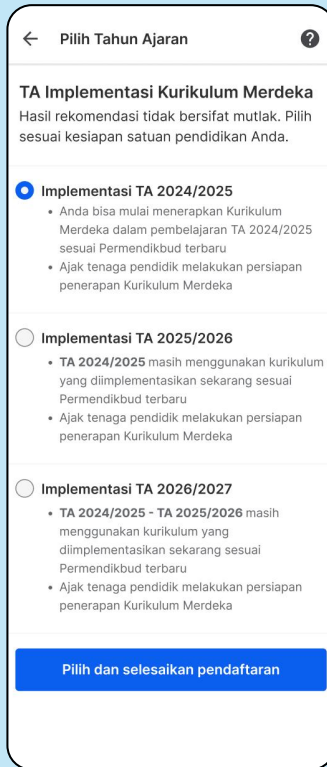 Pilih Tahun Ajaran
TA Implementasi Kurikulum Merdeka
Hasil rekomendasi tidak bersifat mutlak. Pilih
sesuai kesiapan satuan pendidikan Anda.
Implementasi TA 2024/2025
• Anda bisa mulai menerapkan Kurikulum
Merdeka dalam pembelajaran TA 2024/2025
sesuai Permendikbud terbaru
• Ajak tenaga pendidik melakukan persiapan
penerapan Kurikulum Merdeka
Implementasi TA 2025/2026
• TA 2024/2025 masih menggunakan kurikulum
yang diimplementasikan sekarang sesuai
Permendikbud terbaru
• Ajak tenaga pendidik melakukan persiapan
penerapan Kurikulum Merdeka
Implementasi TA 2026/2027
• TA 2024/2025 - TA 2025/2026 masih
menggunakan kurikulum yang
diimplementasikan sekarang sesuai
Permendikbud terbaru
• Ajak tenaga pendidik melakukan persiapan
penerapan Kurikulum Merdeka
Pilih dan selesaikan pendaftaran